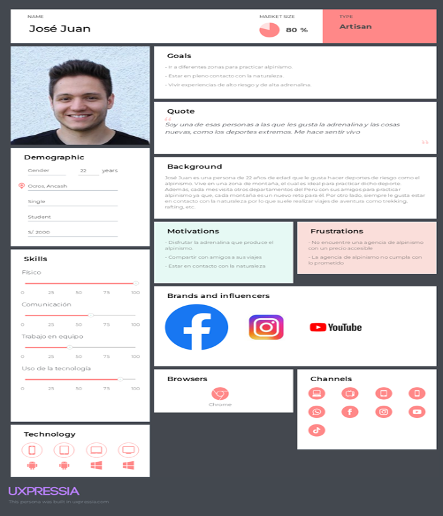 NAME
José Juan
MARKET SIZE
80 %
TYPE
Artisan
Demographic
Gender 22 years
Ocros, Ancash
Single
Student
S/. 2000
Skills
Físico
0 25 50 75 100
Comunicación
0 25 50 75 100
Trabajo en equipo
0 25 50 75 100
Uso de la tecnología
0 25 50 75 100
Technology
Goals
- Ir a diferentes zonas para practicar alpinismo.
- Estar en pleno contacto con la naturaleza.
- Vivir experiencias de alto riesgo y de alta adrenalina.
Quote
Soy una de esas personas a las que les gusta la adrenalina y las cosas
nuevas, como los deportes extremos. Me hace sentir vivo
Background
José Juan es una persona de 22 años de edad que le gusta hacer deportes de riesgo como el
alpinismo. Vive en una zona de montaña, el cual es ideal para practicar dicho deporte.
Además, cada mes visita otros departamentos del Perú con sus amigos para practicar
alpinismo ya que, cada montaña es un nuevo reto para él. Por otro lado, siempre le gusta estar
en contacto con la naturaleza por lo que suele realizar viajes de aventura como trekking,
rafting, etc.
Motivations
- Disfrutar la adrenalina que produce el
alpinismo
- Compartir con amigos a sus viajes
- Estar en contacto con la naturaleza
Frustrations
- No encuentre una agencia de alpinismo
con un precio accesible
- La agencia de alpinismo no cumpla con
lo prometido
Brands and influencers
YouTube
Browsers
Chrome
Channels
UXPRESSIA
This persona was built in uxpressia.com